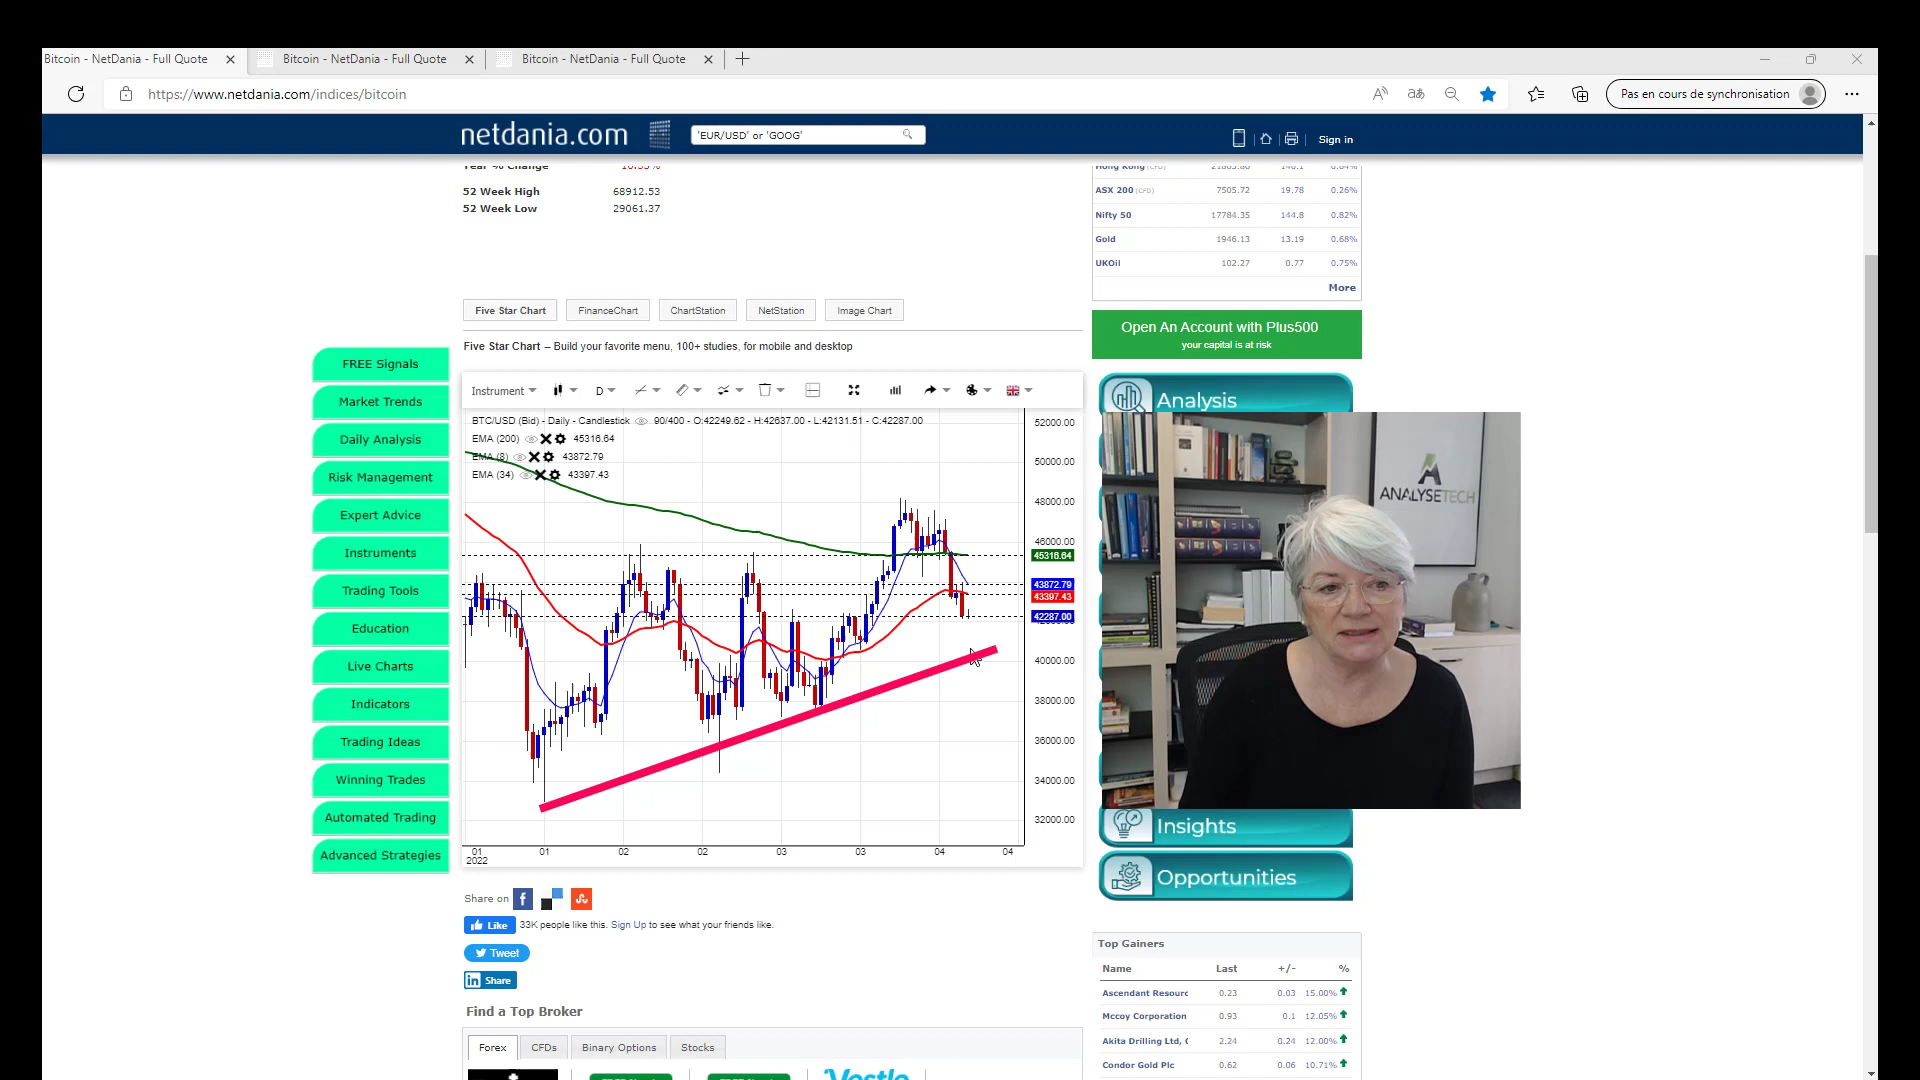 Bitcoin - NetDania - Full Quote
Bitcoin - NetDania - Full Quote
Bitcoin - NetDania - Full Quote
https://www.netdania.com/indices/bitcoin
Pas en cours de synchronisation
netdania.com
'EUR/USD' or 'GOOG'
Sign in
Year % Change
52 Week High 68912.53
52 Week Low 29061.37
Hong Kong (CFD) 0.64%
ASX 200 (CFD) 7505.72 19.78 0.26%
Nifty 50 17784.35 144.8 0.82%
Gold 1946.13 13.19 0.68%
UKOil 102.27 0.77 0.75%
More
Five Star Chart
FinanceChart
ChartStation
NetStation
Image Chart
Open An Account with Plus500
your capital is at risk
Five Star Chart – Build your favorite menu, 100+ studies, for mobile and desktop
FREE Signals
Market Trends
Daily Analysis
Risk Management
Expert Advice
Instruments
Trading Tools
Education
Live Charts
Indicators
Trading Ideas
Winning Trades
Automated Trading
Advanced Strategies
Instrument
D
BTC/USD (Bid) - Daily - Candlestick 90/400 - O:42249.62 - H:42637.00 - L:42131.51 - C:42287.00
EMA (200) 45316.64
EMA (8) 43872.79
EMA (34) 43397.43
52000.00
50000.00
48000.00
46000.00
45316.64
43872.79
43397.43
42287.00
40000.00
38000.00
36000.00
34000.00
32000.00
01 01 02 02 03 03 04 04
2022
Analysis
ANALYSETECH
Insights
Opportunities
Share on
Like
33K people like this. Sign Up to see what your friends like.
Tweet
Share
Find a Top Broker
Forex
CFDs
Binary Options
Stocks
Top Gainers
Name Last +/- %
Ascendant Resourc 0.23 0.03 15.00%
Mccoy Corporation 0.93 0.1 12.05%
Akita Drilling Ltd, 2.24 0.24 12.00%
Condor Gold Plc 0.62 0.06 10.71%